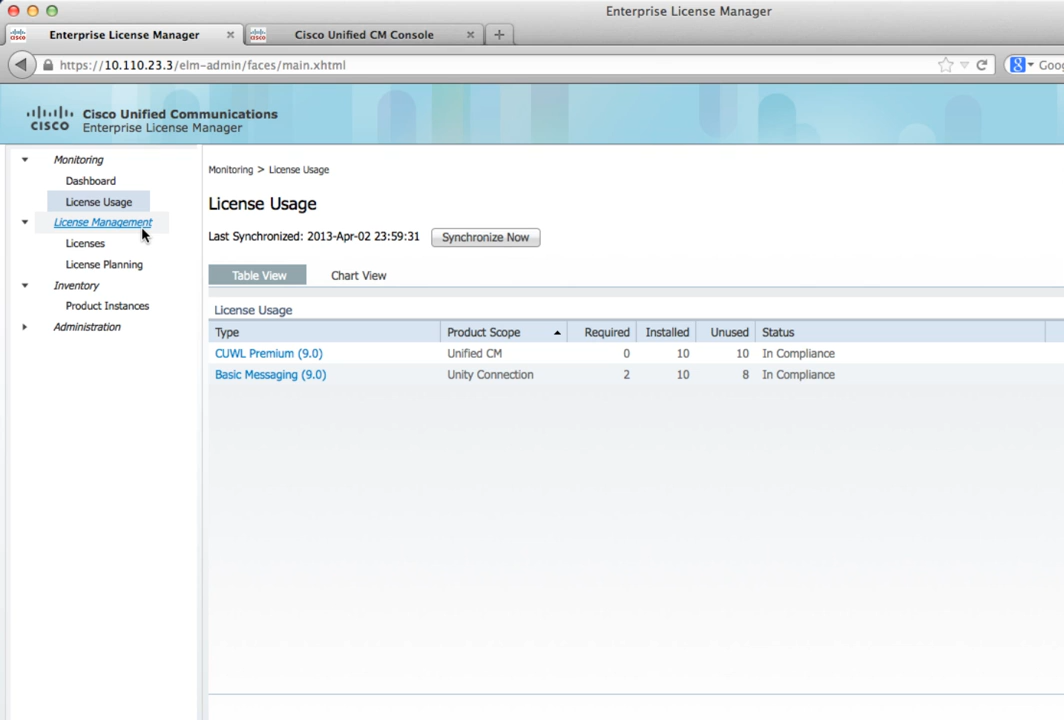 Enterprise License Manager
Enterprise License Manager
Cisco Unified CM Console
https://10.110.23.3/elm-admin/faces/main.xhtml
Goog
CISCO
Cisco Unified Communications
Enterprise License Manager
Monitoring
Dashboard
License Usage
License Management
Licenses
License Planning
Inventory
Product Instances
Administration
Monitoring > License Usage
License Usage
Last Synchronized: 2013-Apr-02 23:59:31 Synchronize Now
Table View Chart View
License Usage
Type Product Scope Required Installed Unused Status
CUWL Premium (9.0) Unified CM 0 10 10 In Compliance
Basic Messaging (9.0) Unity Connection 2 10 8 In Compliance